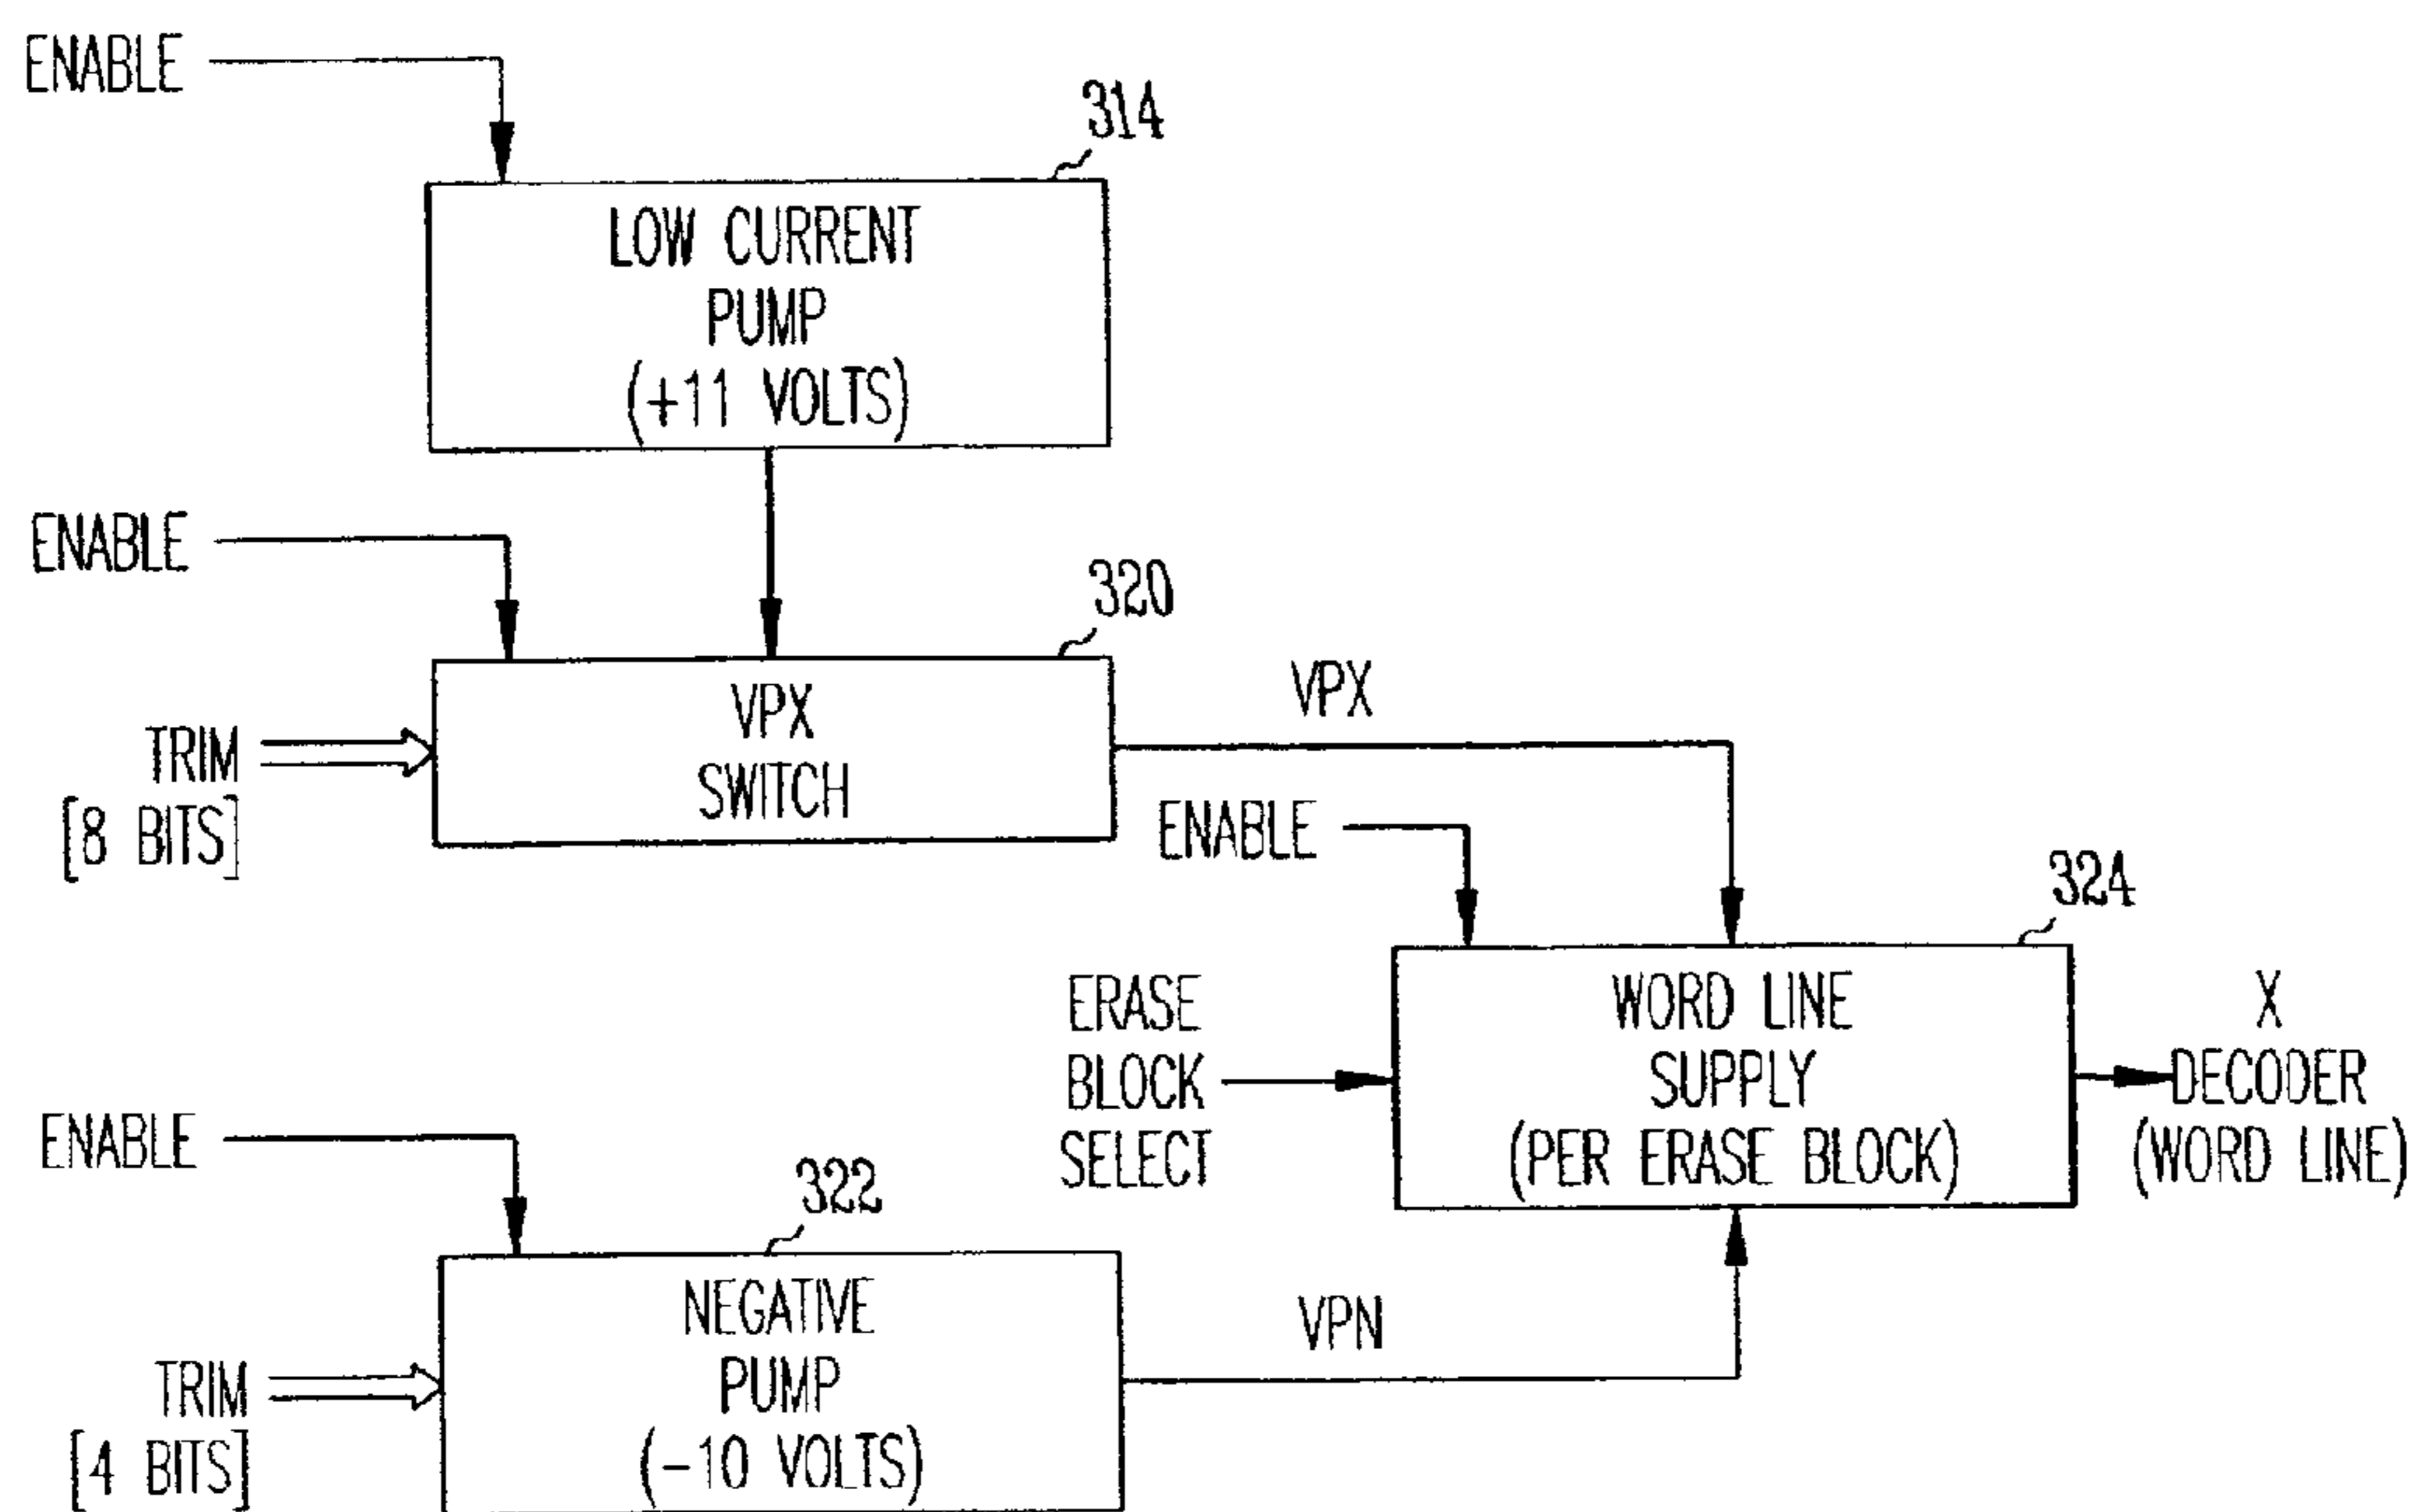 ENABLE
314
LOW CURRENT
PUMP
(+11 VOLTS)
ENABLE
320
VPX
SWITCH
TRIM
[8 BITS]
VPX
ENABLE
324
WORD LINE
SUPPLY
(PER ERASE BLOCK)
ERASE
BLOCK
SELECT
X
DECODER
(WORD LINE)
ENABLE
322
NEGATIVE
PUMP
(-10 VOLTS)
TRIM
[4 BITS]
VPN